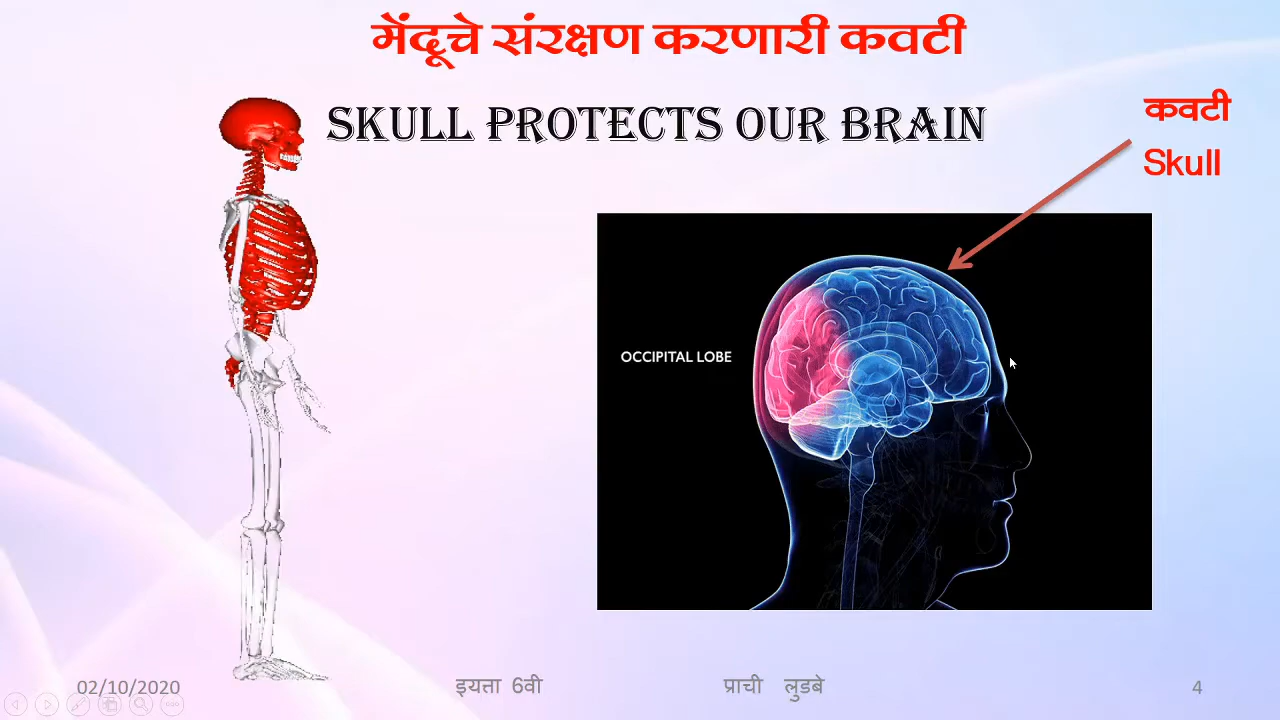 मेंदूचे संरक्षण करणारी कवटी
SKULL PROTECTS OUR BRAIN
कवटी
Skull
OCCIPITAL LOBE
02/10/2020
इयत्ता 6वी
प्राची लुडबे
4